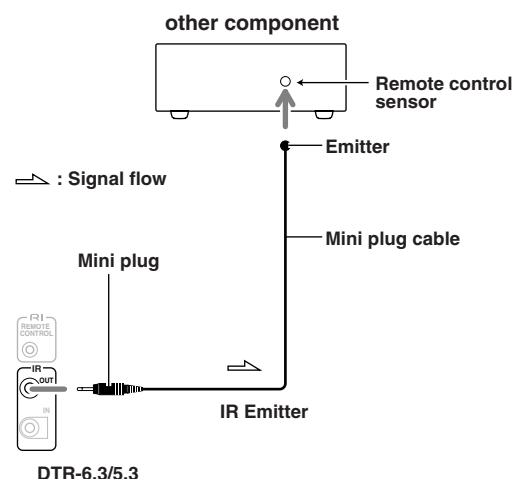 other component
Remote control
sensor
Emitter
: Signal flow
Mini plug cable
Mini plug
RI
REMOTE
CONTROL
IR
OUT
IN
IR Emitter
DTR-6.3/5.3